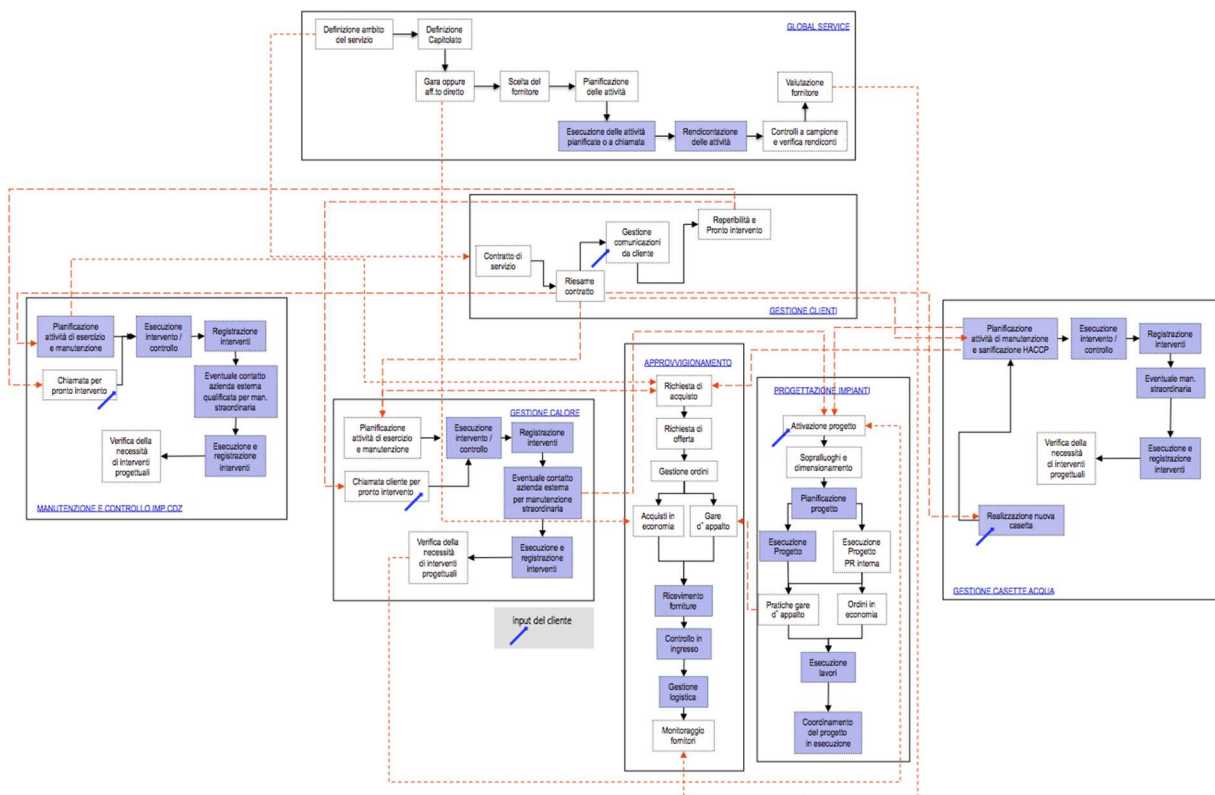 GLOBAL SERVICE
Definizione ambito
del servizio
Definizione
Capitolato
Gara oppure
aff.to diretto
Scelta del
fornitore
Pianificazione
delle attività
Valutazione
fornitore
Esecuzione delle attività
pianificate o a chiamata
Rendicontazione
delle attività
Controlli a campione
e verifica rendiconti
Contratto di
servizio
Riesame
contratto
Gestione
comunicazioni
da cliente
Reperibilità e
Pronto intervento
GESTIONE CLIENTI
Pianificazione
attività di esercizio
e manutenzione
Esecuzione
intervento /
controllo
Registrazione
interventi
Chiamata per
pronto intervento
Eventuale contatto
azienda esterna
qualificata per man.
straordinaria
Verifica della
necessità
di interventi
progettuali
Esecuzione e
registrazione
interventi
MANUTENZIONE E CONTROLLO IMP.CDZ
GESTIONE CALORE
Pianificazione
attività di esercizio
e manutenzione
Esecuzione
intervento /
controllo
Registrazione
interventi
Chiamata cliente per
pronto intervento
Eventuale contatto
azienda esterna
per manutenzione
straordinaria
Verifica della
necessità
di interventi
progettuali
Esecuzione e
registrazione
interventi
input del cliente
APPROVVIGIONAMENTO
Richiesta di
acquisto
Richiesta di
offerta
Gestione ordini
Acquisti in
economia
Gare
d' appalto
Ricevimento
forniture
Controllo in
ingresso
Gestione
logistica
Monitoraggio
fornitori
PROGETTAZIONE IMPIANTI
Attivazione progetto
Sopralluoghi e
dimensionamento
Pianificazione
progetto
Esecuzione
Progetto
Esecuzione
Progetto
PR interna
Pratiche gare
d' appalto
Ordini in
economia
Esecuzione
lavori
Coordinamento
del progetto
in esecuzione
Pianificazione
attività di manutenzione
e sanificazione HACCP
Esecuzione
intervento /
controllo
Registrazione
interventi
Eventuale man.
straordinaria
Verifica della
necessità
di interventi
progettuali
Esecuzione e
registrazione
interventi
Realizzazione nuova
casetta
GESTIONE CASETTE ACQUA